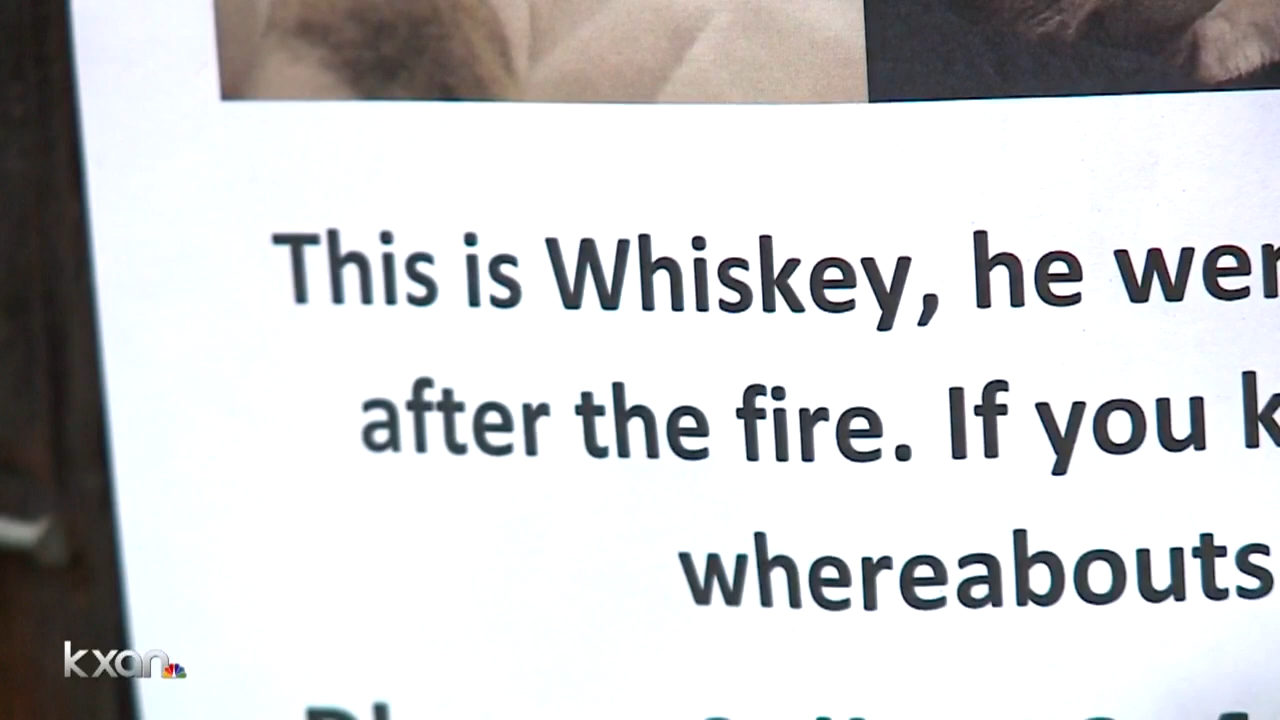 This is Whiskey, he wer
after the fire. If you k
whereabouts
kxan